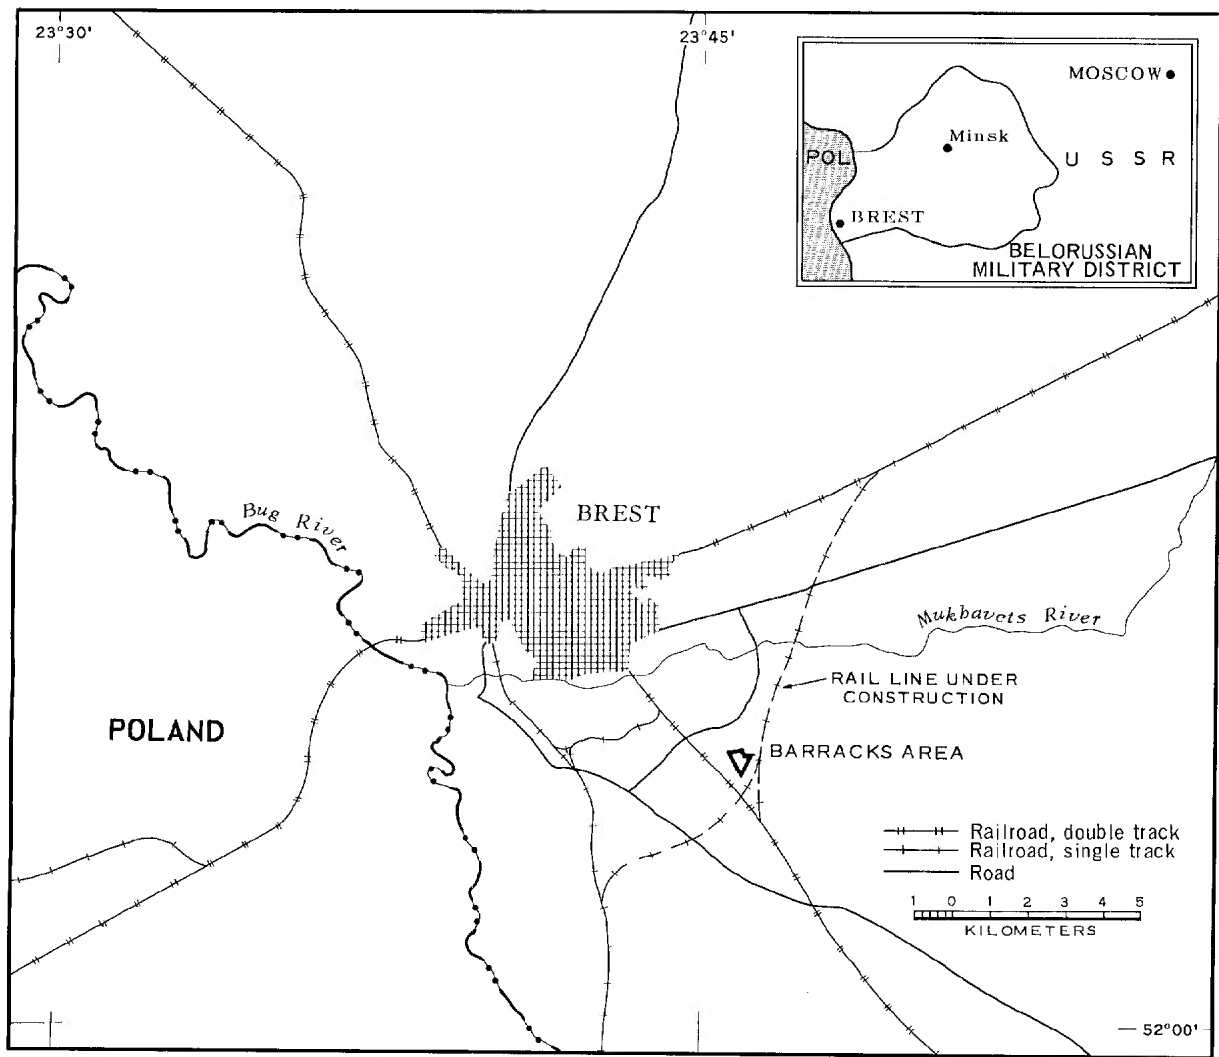 23°30'
23°45'
MOSCOW
Minsk
POL
U S S R
BREST
BELORUSSIAN
MILITARY DISTRICT
Bug River
BREST
Mukhavets River
RAIL LINE UNDER
CONSTRUCTION
POLAND
BARRACKS AREA
Railroad, double track
Railroad, single track
Road
1 0 1 2 3 4 5
KILOMETERS
52°00'